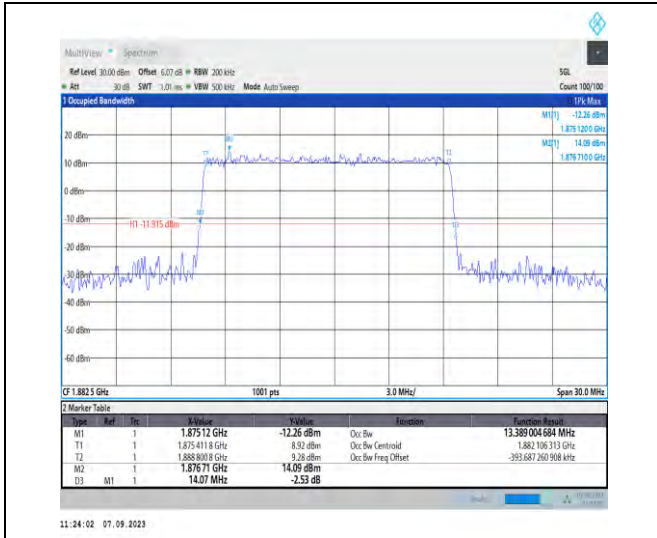 MultiView Spectrum
Ref Level 30.00 dBm Offset 6.07 dB RBW 200 kHz SGL
Att 30 dB SWT 1.01 ms VBW 500 kHz Mode Auto Sweep Count 100/100
1 Occupied Bandwidth 1Pk Max
M1[1] -12.26 dBm
1.875 120 0 GHz
M2[1] 14.09 dBm
1.876 710 0 GHz
20 dBm
M2
T1 T2
10 dBm
0 dBm
-10 dBm
H1 -11.915 dBm
D3
-20 dBm
-30 dBm
-40 dBm
-50 dBm
-60 dBm
CF 1.882 5 GHz 1001 pts 3.0 MHz/ Span 30.0 MHz
2 Marker Table
Type Ref Trc X-Value Y-Value Function Function Result
M1 1 1.875 12 GHz -12.26 dBm Occ Bw 13.389 004 684 MHz
T1 1 1.875 411 8 GHz 8.92 dBm Occ Bw Centroid 1.882 106 313 GHz
T2 1 1.888 800 8 GHz 9.28 dBm Occ Bw Freq Offset -393.687 260 908 kHz
M2 1 1.876 71 GHz 14.09 dBm
D3 M1 1 14.07 MHz -2.53 dB
11:24:02 07.09.2023